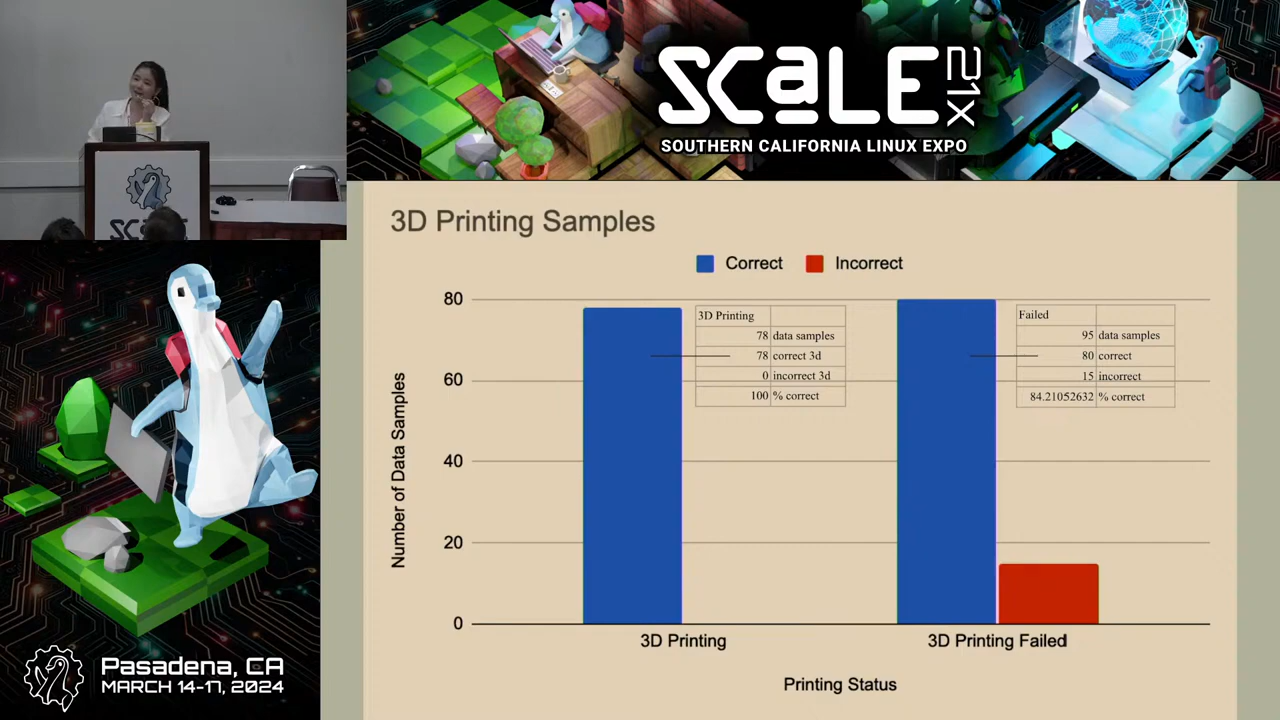 SCALE 21X
SOUTHERN CALIFORNIA LINUX EXPO
SCALE
3D Printing Samples
Correct
Incorrect
Number of Data Samples
80
60
40
20
0
3D Printing
78 data samples
78 correct 3d
0 incorrect 3d
100 % correct
Failed
95 data samples
80 correct
15 incorrect
84.21052632 % correct
3D Printing
3D Printing Failed
Printing Status
Pasadena, CA
MARCH 14-17, 2024